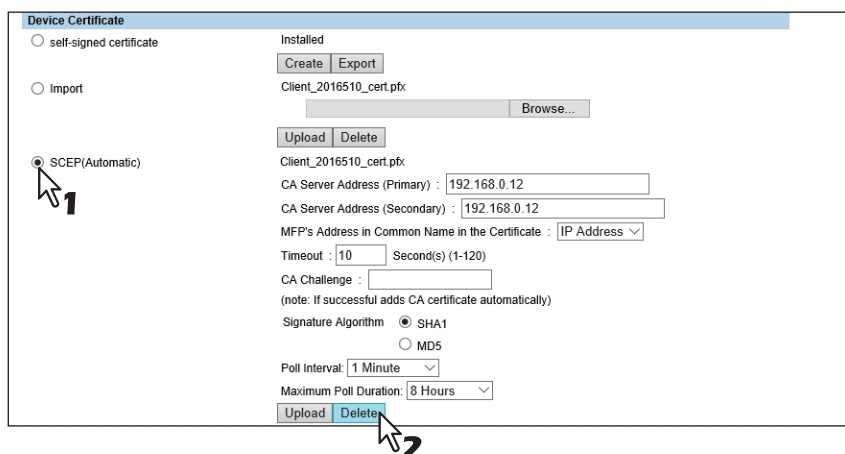 Device Certificate
self-signed certificate Installed
Create Export
Import Client_2016510_cert.pfx
Browse...
Upload Delete
SCEP(Automatic) Client_2016510_cert.pfx
1
CA Server Address (Primary) : 192.168.0.12
CA Server Address (Secondary) : 192.168.0.12
MFP's Address in Common Name in the Certificate : IP Address
Timeout : 10 Second(s) (1-120)
CA Challenge :
(note: If successful adds CA certificate automatically)
Signature Algorithm SHA1
MD5
Poll Interval: 1 Minute
Maximum Poll Duration: 8 Hours
Upload Delete
2